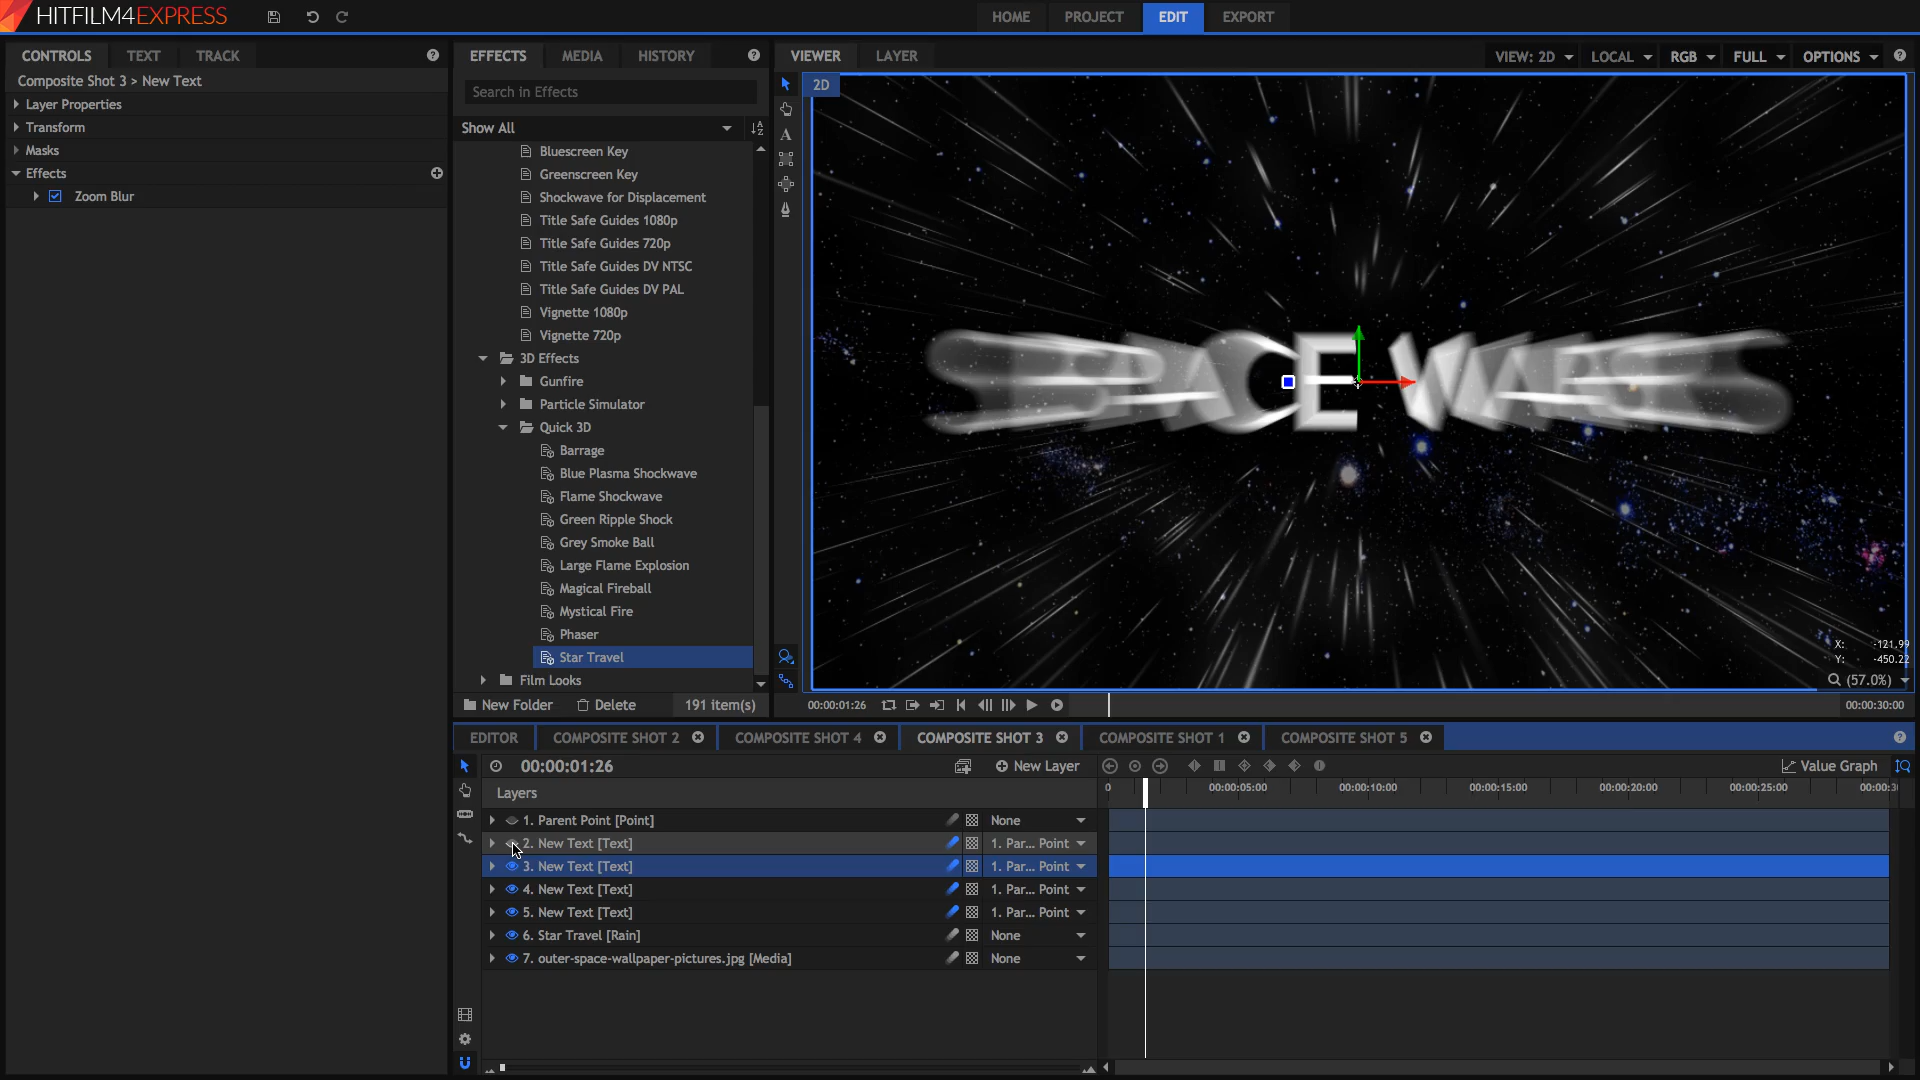 HITFILM4EXPRESS
HOME
PROJECT
EDIT
EXPORT
CONTROLS
TEXT
TRACK
Composite Shot 3 > New Text
Layer Properties
Transform
Masks
Effects
Zoom Blur
EFFECTS
MEDIA
HISTORY
Search in Effects
Show All
Bluescreen Key
Greenscreen Key
Shockwave for Displacement
Title Safe Guides 1080p
Title Safe Guides 720p
Title Safe Guides DV NTSC
Title Safe Guides DV PAL
Vignette 1080p
Vignette 720p
3D Effects
Gunfire
Particle Simulator
Quick 3D
Barrage
Blue Plasma Shockwave
Flame Shockwave
Green Ripple Shock
Grey Smoke Ball
Large Flame Explosion
Magical Fireball
Mystical Fire
Phaser
Star Travel
Film Looks
New Folder
Delete
191 item(s)
VIEWER
LAYER
VIEW: 2D
LOCAL
RGB
FULL
OPTIONS
2D
SPACE WARS
X: -121.99
Y: -450.22
(57.0%)
00:00:01:26
00:00:30:00
EDITOR
COMPOSITE SHOT 2
COMPOSITE SHOT 4
COMPOSITE SHOT 3
COMPOSITE SHOT 1
COMPOSITE SHOT 5
00:00:01:26
New Layer
Value Graph
Layers
0
00:00:05:00
00:00:10:00
00:00:15:00
00:00:20:00
00:00:25:00
1. Parent Point [Point]
None
2. New Text [Text]
1. Par... Point
3. New Text [Text]
1. Par... Point
4. New Text [Text]
1. Par... Point
5. New Text [Text]
1. Par... Point
6. Star Travel [Rain]
None
7. outer-space-wallpaper-pictures.jpg [Media]
None